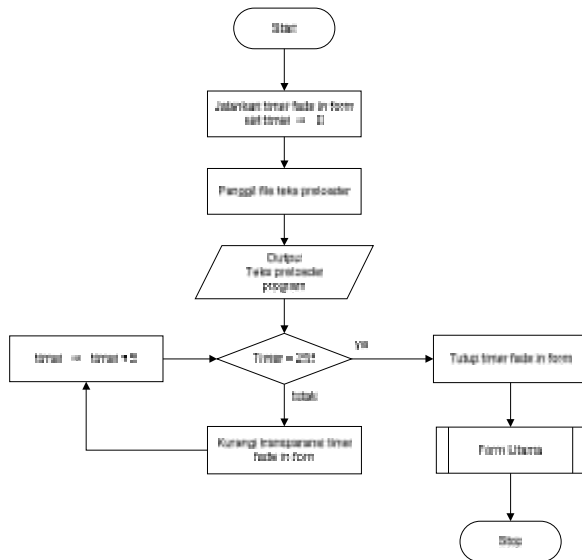 Start
Jalankan timer fade in form
set timer = 0
Panggil file teks preloader
Output
Teks preloader
program
timer = timer+5
Timer = 255
ya
Tutup timer fade in form
tidak
Kurangi transparansi timer
fade in form
Form Utama
Stop